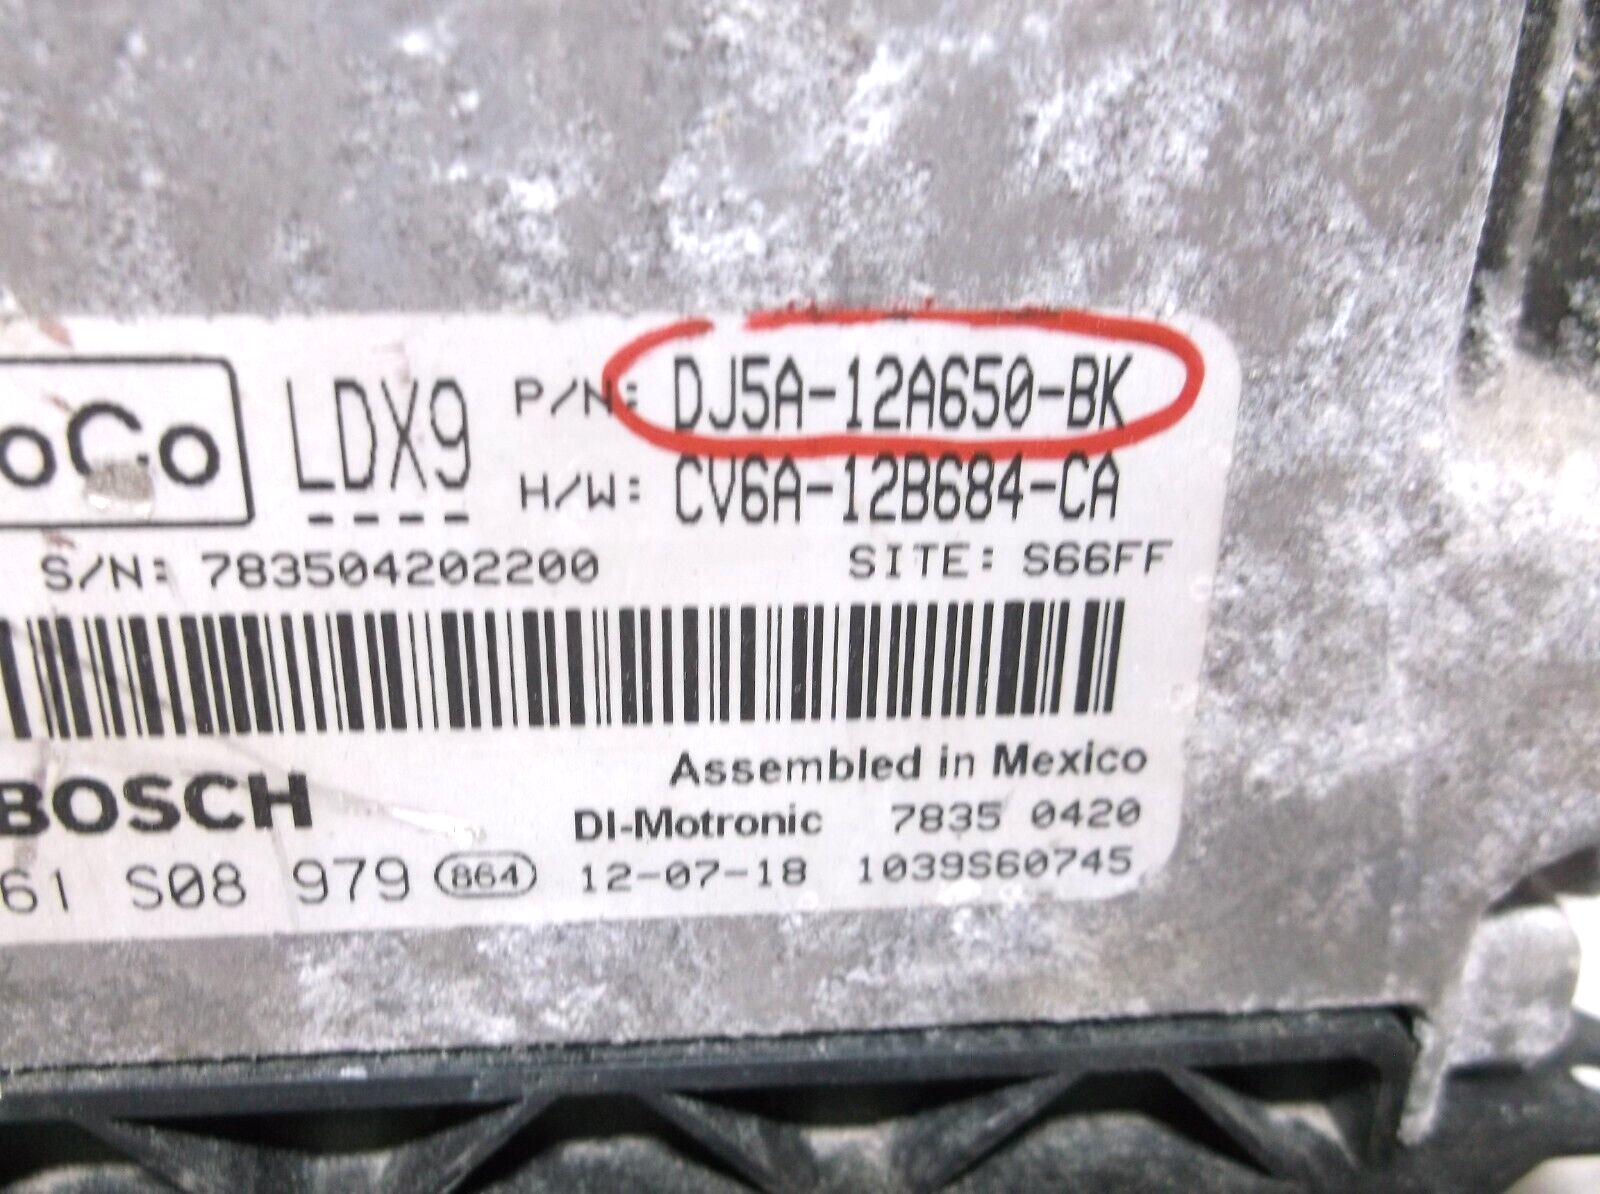 oCo LDX9 P/N: DJ5A-12A650-BK
H/W: CV6A-12B684-CA
S/N: 783504202200 SITE: S66FF
Assembled in Mexico
BOSCH
DI-Motronic 7835 0420
61 S08 979 864 12-07-18 1039S60745